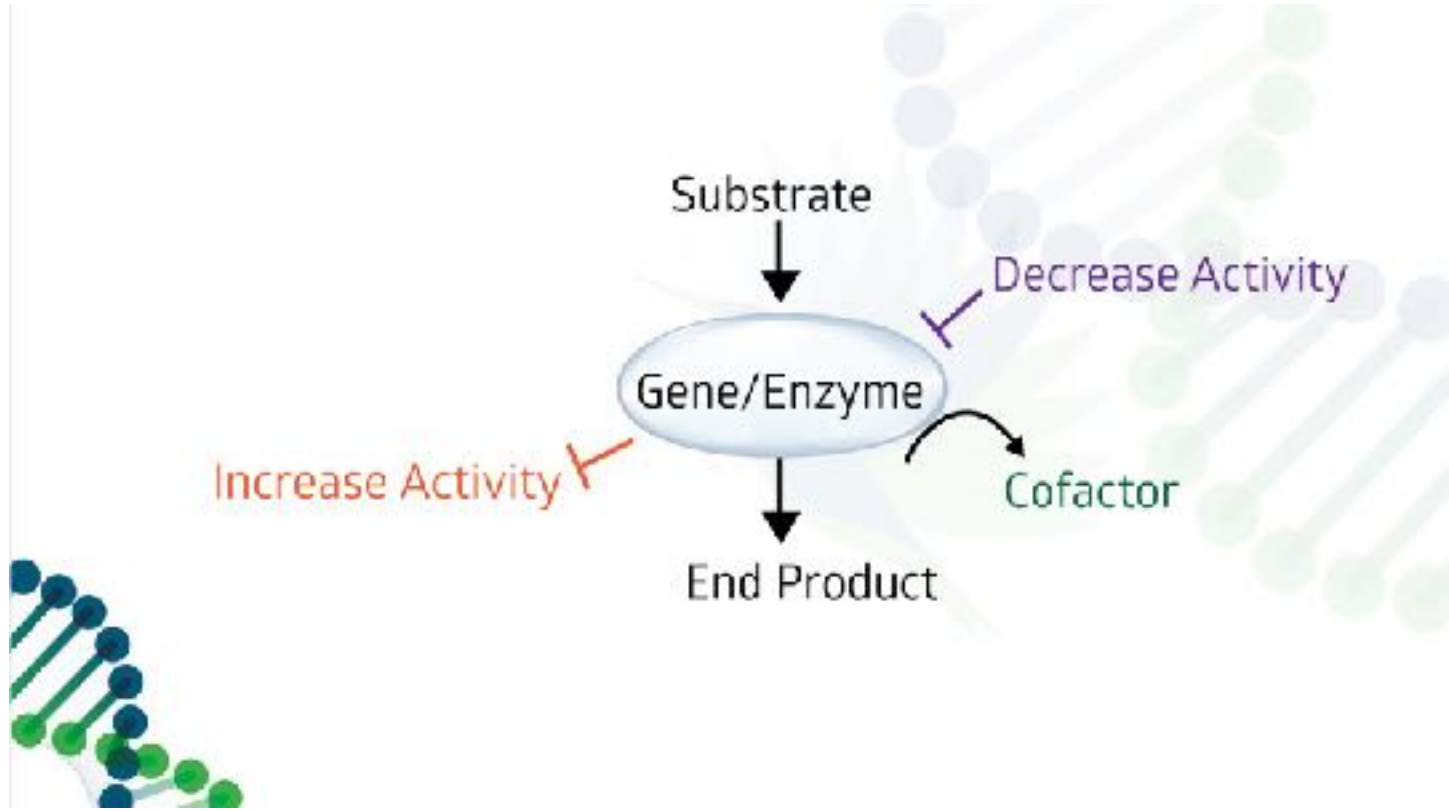 Substrate
Decrease Activity
Gene/Enzyme
Increase Activity
Cofactor
End Product